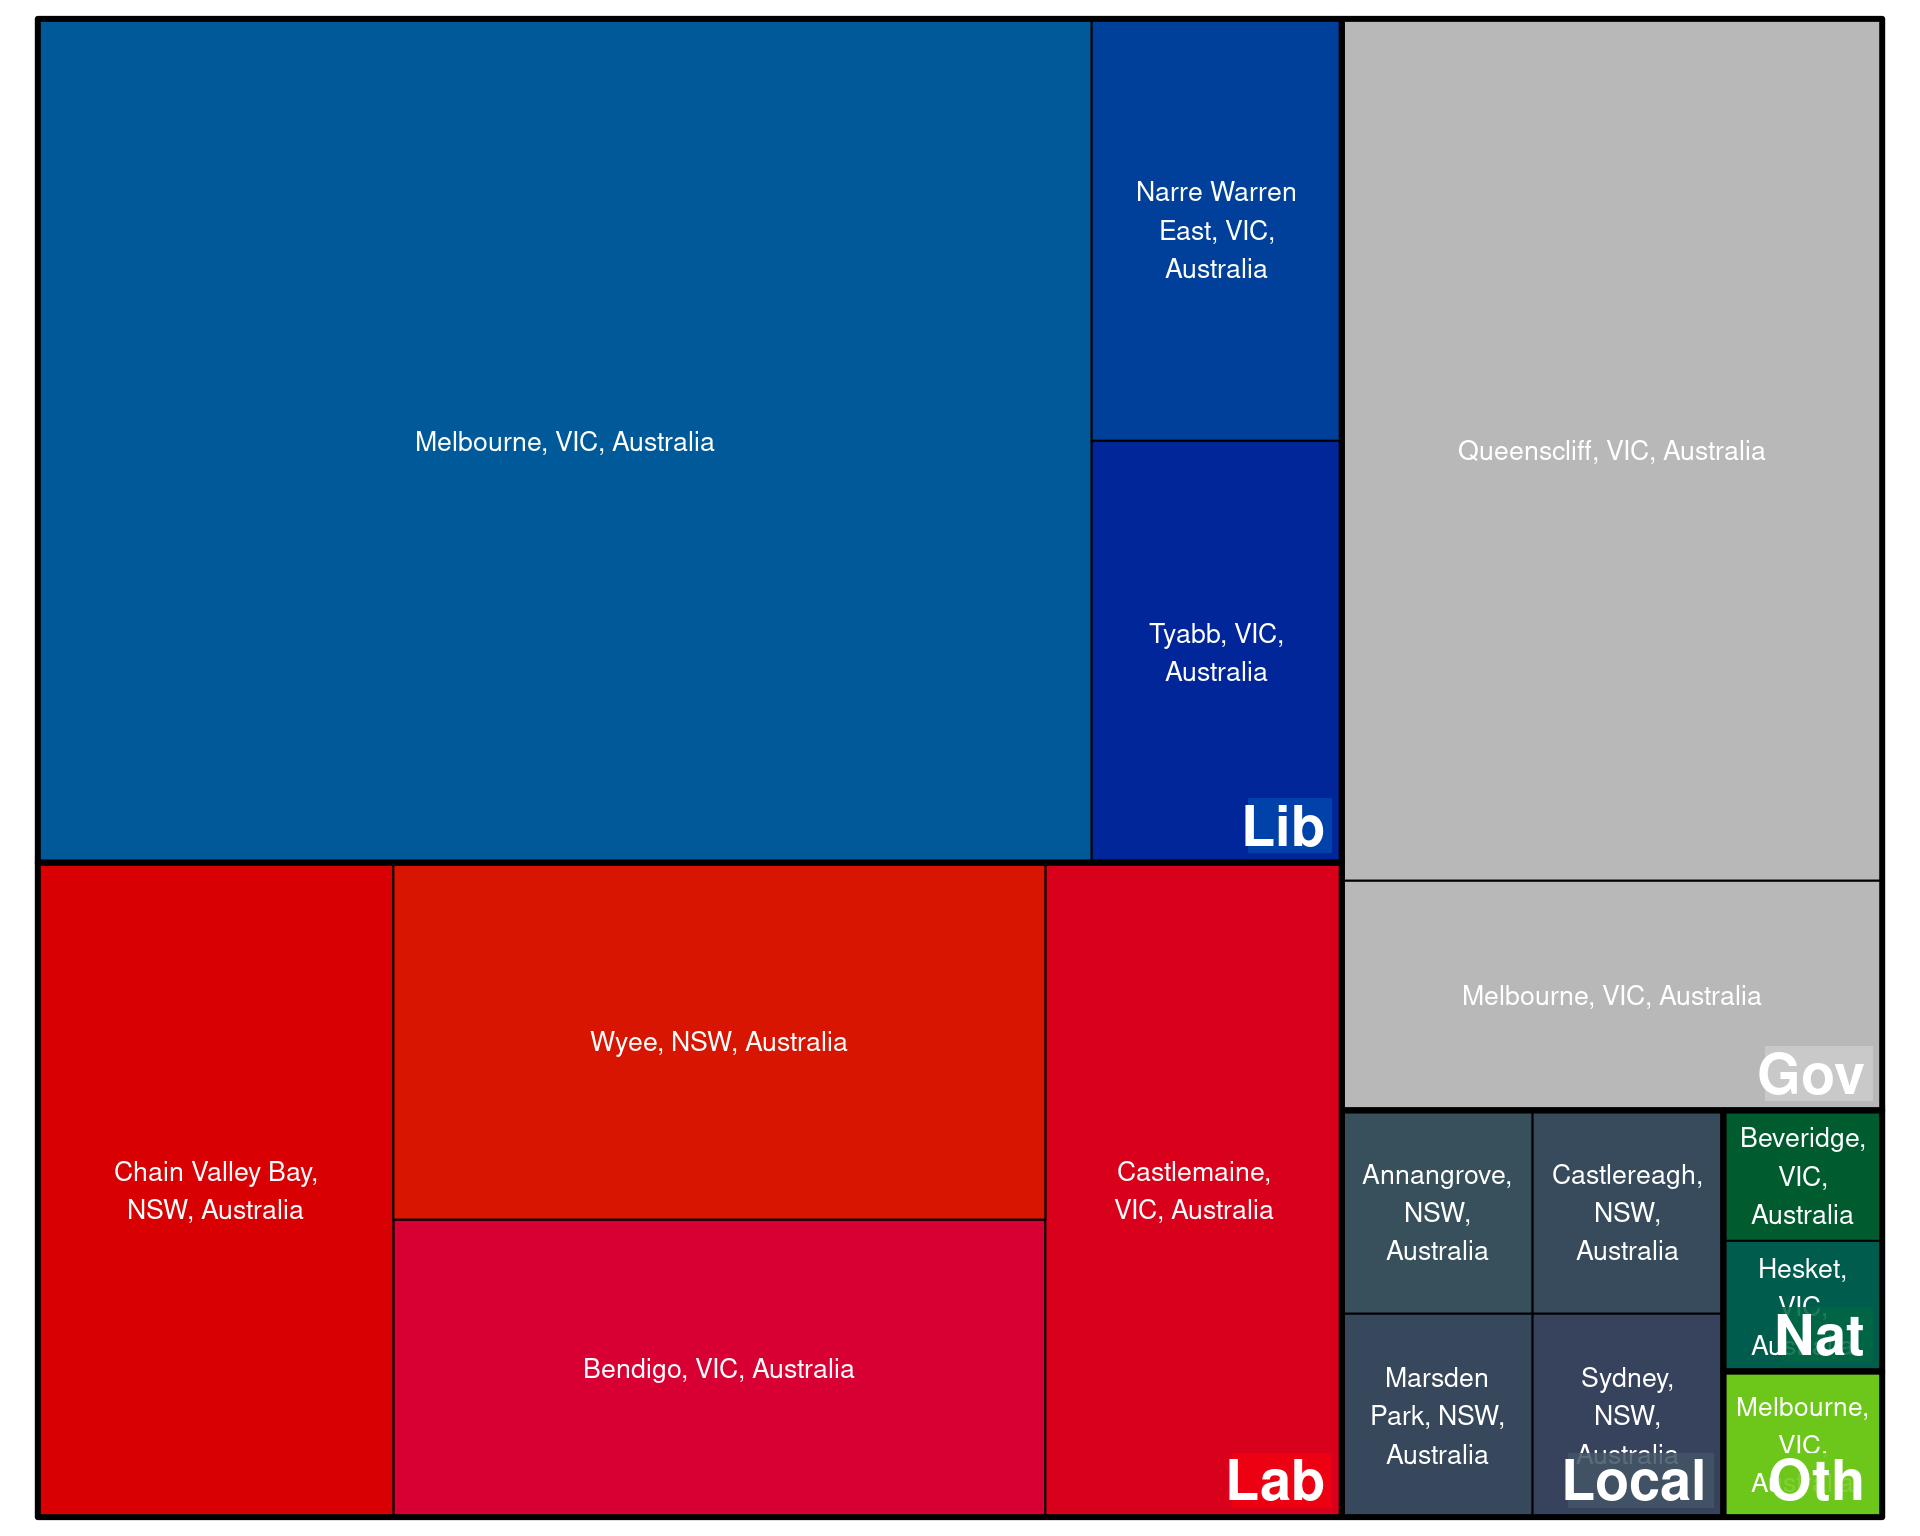 Melbourne, VIC, Australia
Narre Warren
East, VIC,
Australia
Tyabb, VIC,
Australia
Lib
Queenscliff, VIC, Australia
Melbourne, VIC, Australia
Gov
Chain Valley Bay,
NSW, Australia
Wyee, NSW, Australia
Bendigo, VIC, Australia
Castlemaine,
VIC, Australia
Lab
Annangrove,
NSW,
Australia
Castlereagh,
NSW,
Australia
Marsden
Park, NSW,
Australia
Sydney,
NSW,
Australia
Local
Beveridge,
VIC,
Australia
Hesket,
VIC,
Nat
Melbourne,
VIC,
Oth